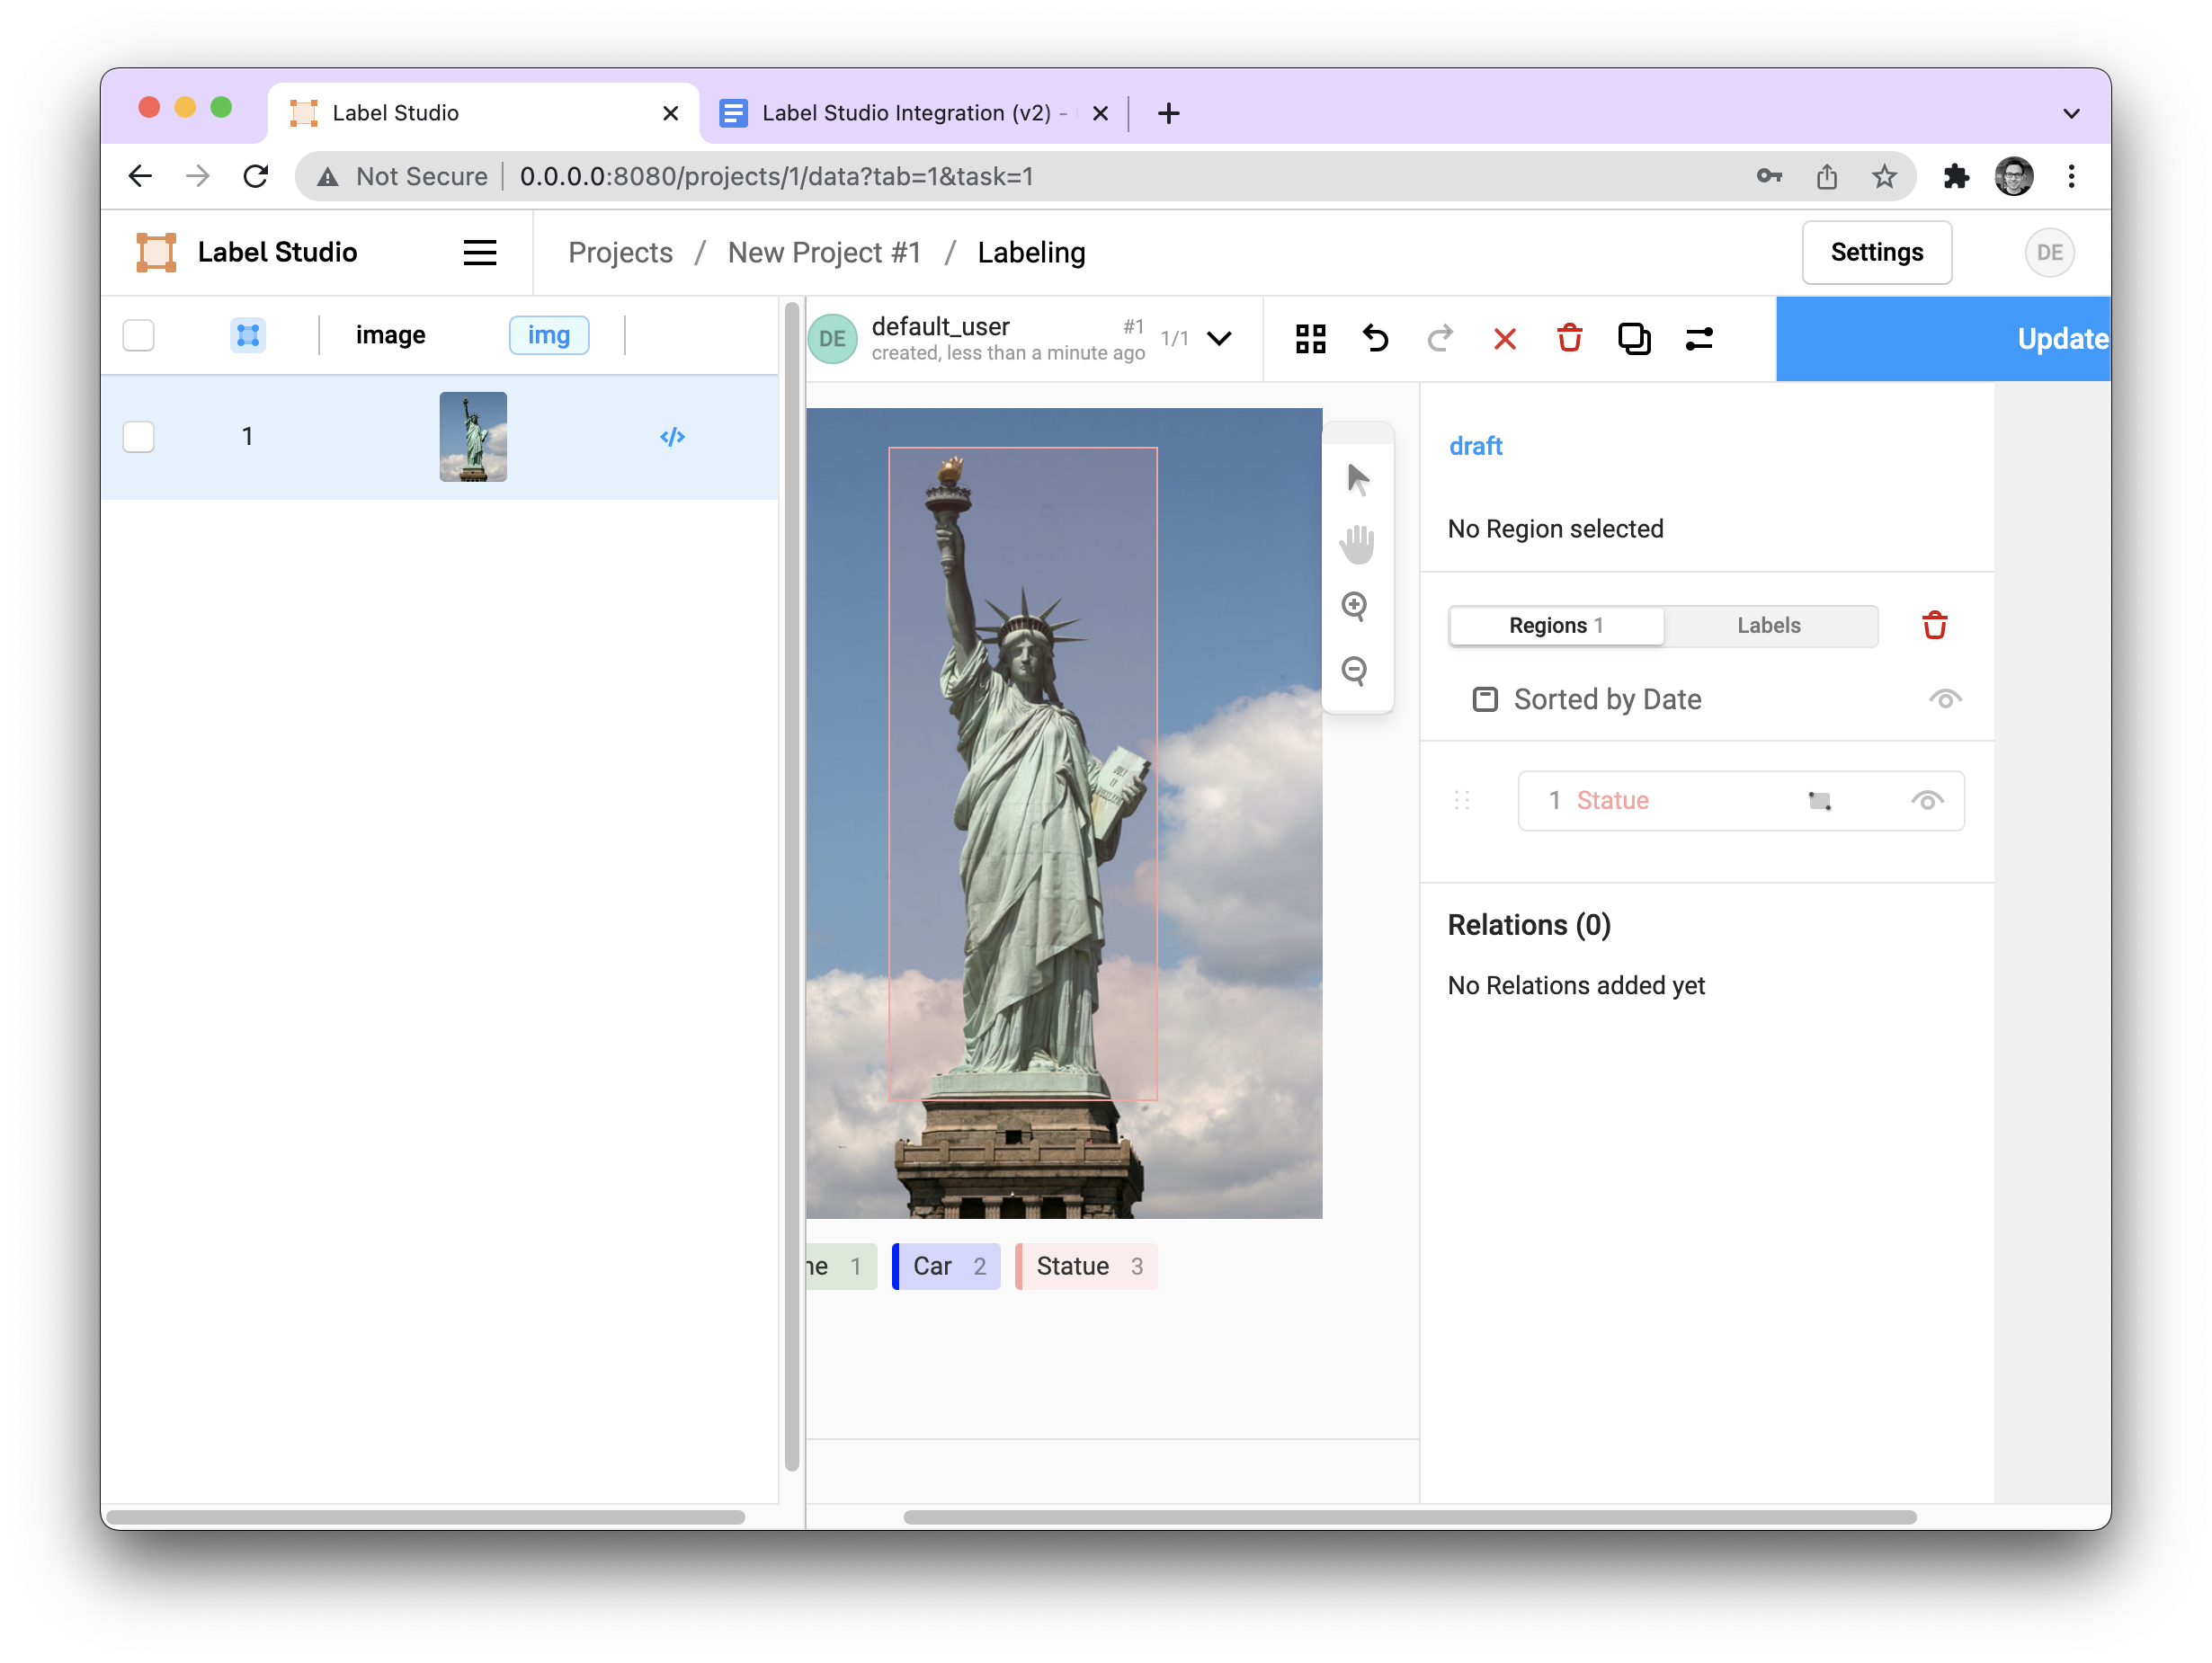 Label Studio
Label Studio Integration (v2) -
Not Secure
0.0.0.0:8080/projects/1/data?tab=1&task=1
Label Studio
Projects / New Project #1 / Labeling
Settings
DE
image
img
DE
default_user
#1
created, less than a minute ago
1/1
Update
1
draft
No Region selected
Regions 1
Labels
Sorted by Date
1 Statue
Relations (0)
No Relations added yet
ne 1
Car 2
Statue 3